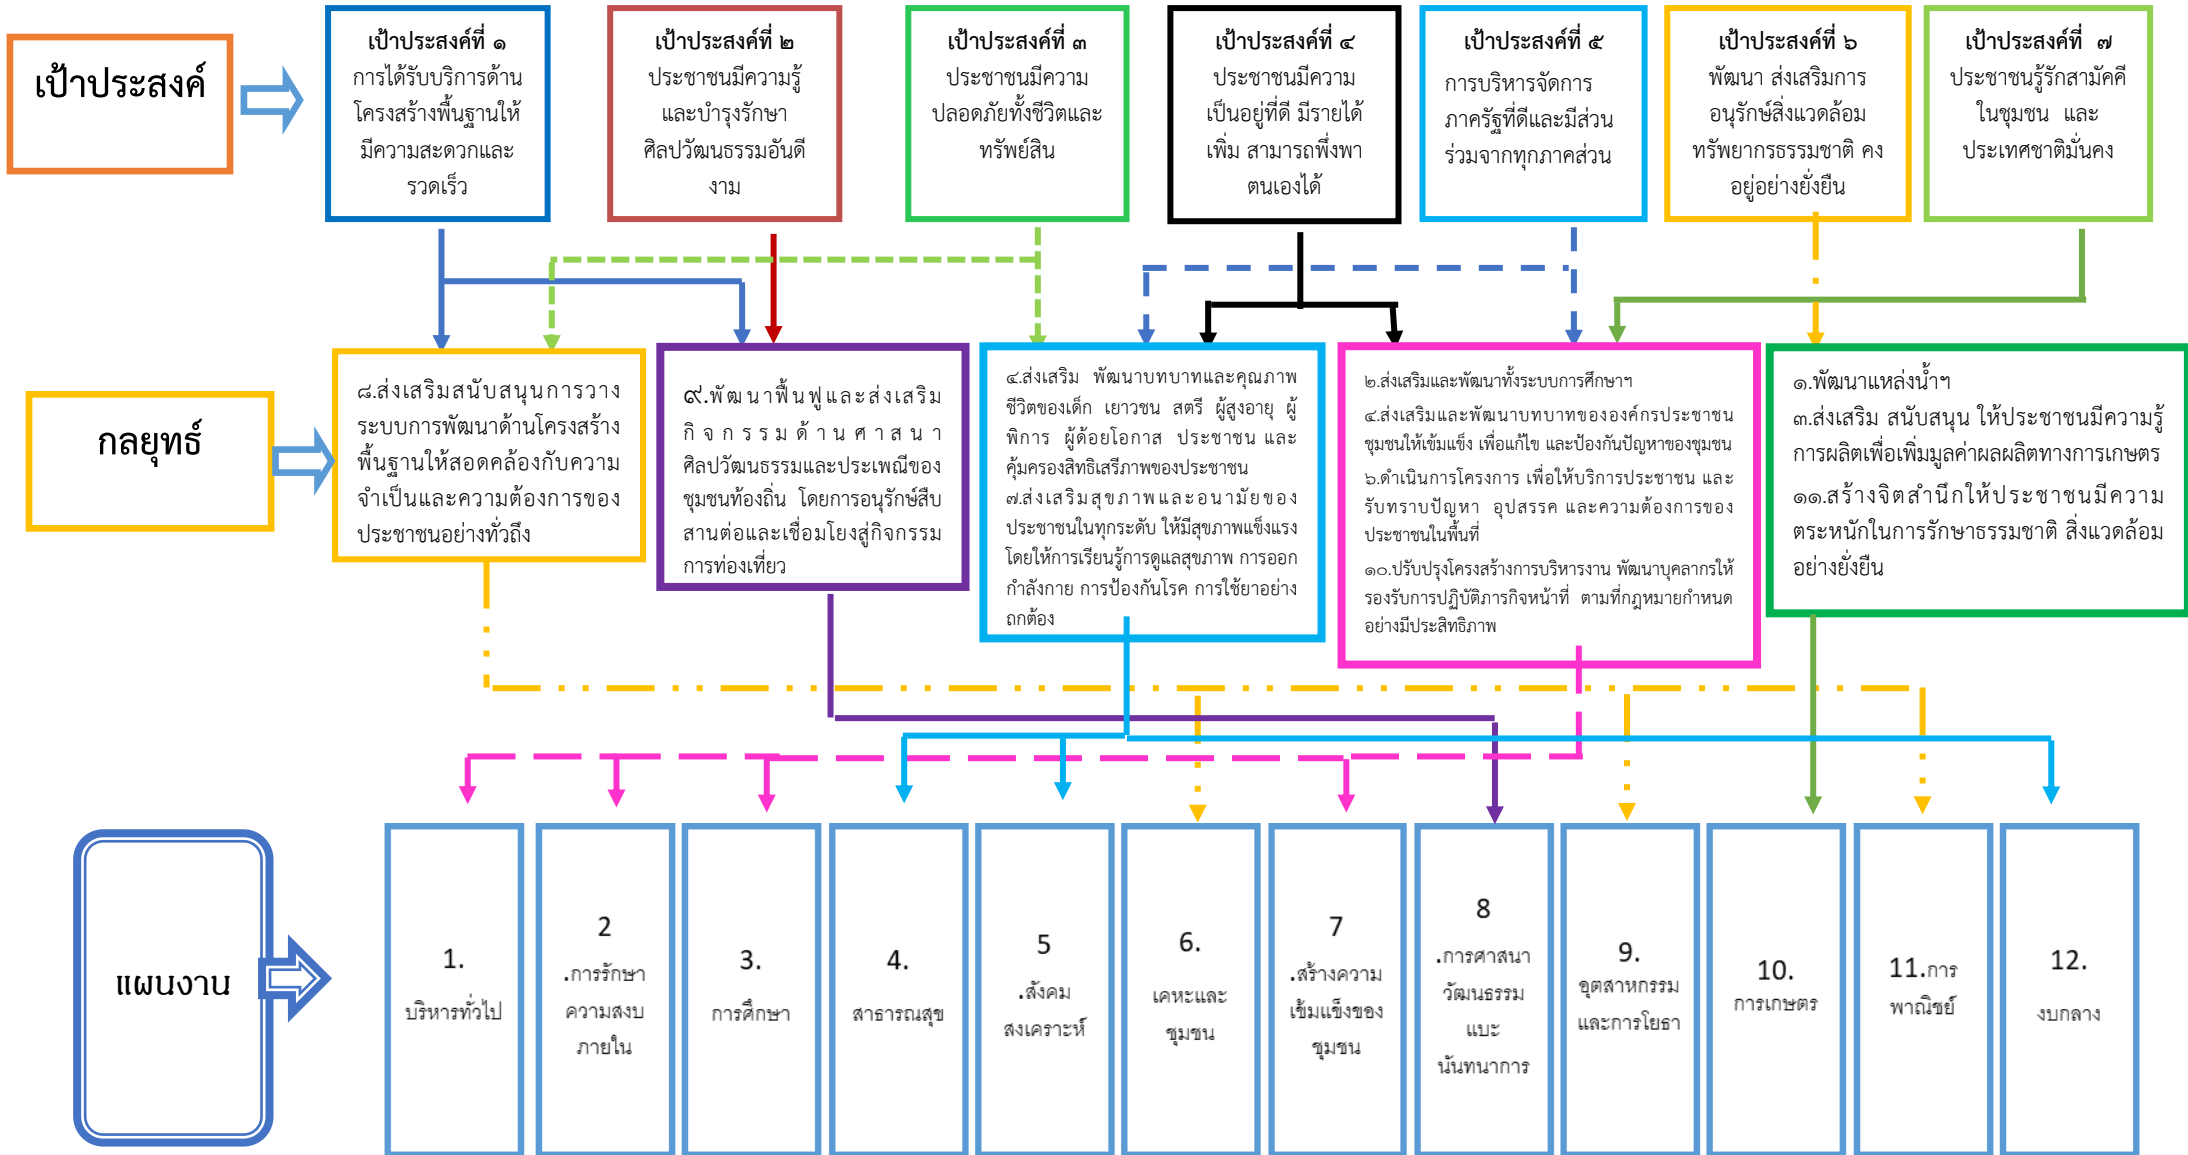 เป้าประสงค์
เป้าประสงค์ที่ ๑
การได้รับบริการด้าน
โครงสร้างพื้นฐานให้
มีความสะดวกและ
รวดเร็ว
เป้าประสงค์ที่ ๒
ประชาชนมีความรู้
และบำรุงรักษา
ศิลปวัฒนธรรมอันดี
งาม
เป้าประสงค์ที่ ๓
ประชาชนมีความ
ปลอดภัยทั้งชีวิตและ
ทรัพย์สิน
เป้าประสงค์ที่ ๔
ประชาชนมีความ
เป็นอยู่ที่ดี มีรายได้
เพิ่ม สามารถพึ่งพา
ตนเองได้
เป้าประสงค์ที่ ๕
การบริหารจัดการ
ภาครัฐที่ดีและมีส่วน
ร่วมจากทุกภาคส่วน
เป้าประสงค์ที่ ๖
พัฒนา ส่งเสริมการ
อนุรักษ์สิ่งแวดล้อม
ทรัพยากรธรรมชาติ คง
อยู่อย่างยั่งยืน
เป้าประสงค์ที่ ๗
ประชาชนรู้รักสามัคคี
ในชุมชน และ
ประเทศชาติมั่นคง
กลยุทธ์
๘.ส่งเสริมสนับสนุนการวาง
ระบบการพัฒนาด้านโครงสร้าง
พื้นฐานให้สอดคล้องกับความ
จำเป็นและความต้องการของ
ประชาชนอย่างทั่วถึง
๙.พัฒนาฟื้นฟูและส่งเสริม
กิจกรรมด้านศาสนา
ศิลปวัฒนธรรมและประเพณีของ
ชุมชนท้องถิ่น โดยการอนุรักษ์สืบ
สานต่อและเชื่อมโยงสู่กิจกรรม
การท่องเที่ยว
๔.ส่งเสริม พัฒนาบทบาทและคุณภาพ
ชีวิตของเด็ก เยาวชน สตรี ผู้สูงอายุ ผู้
พิการ ผู้ด้อยโอกาส ประชาชน และ
คุ้มครองสิทธิเสรีภาพของประชาชน
๗.ส่งเสริมสุขภาพและอนามัยของ
ประชาชนในทุกระดับ ให้มีสุขภาพแข็งแรง
โดยให้การเรียนรู้การดูแลสุขภาพ การออก
กำลังกาย การป้องกันโรค การใช้ยาอย่าง
ถูกต้อง
๒.ส่งเสริมและพัฒนาทั้งระบบการศึกษาฯ
๔.ส่งเสริมและพัฒนาบทบาทขององค์กรประชาชน
ชุมชนให้เข้มแข็ง เพื่อแก้ไข และป้องกันปัญหาของชุมชน
๖.ดำเนินการโครงการ เพื่อให้บริการประชาชน และ
รับทราบปัญหา อุปสรรค และความต้องการของ
ประชาชนในพื้นที่
๑๐.ปรับปรุงโครงสร้างการบริหารงาน พัฒนาบุคลากรให้
รองรับการปฏิบัติภารกิจหน้าที่ ตามที่กฎหมายกำหนด
อย่างมีประสิทธิภาพ
๑.พัฒนาแหล่งน้ำฯ
๓.ส่งเสริม สนับสนุน ให้ประชาชนมีความรู้
การผลิตเพื่อเพิ่มมูลค่าผลผลิตทางการเกษตร
๑๑.สร้างจิตสำนึกให้ประชาชนมีความ
ตระหนักในการรักษาธรรมชาติ สิ่งแวดล้อม
อย่างยั่งยืน
แผนงาน
1.
บริหารทั่วไป
2
.การรักษา
ความสงบ
ภายใน
3.
การศึกษา
4.
สาธารณสุข
5
.สังคม
สงเคราะห์
6.
เคหะและ
ชุมชน
7
.สร้างความ
เข้มแข็งของ
ชุมชน
8
.การศาสนา
วัฒนธรรม
แบะ
นันทนาการ
9.
อุตสาหกรรม
และการโยธา
10.
การเกษตร
11.การ
พาณิชย์
12.
งบกลาง